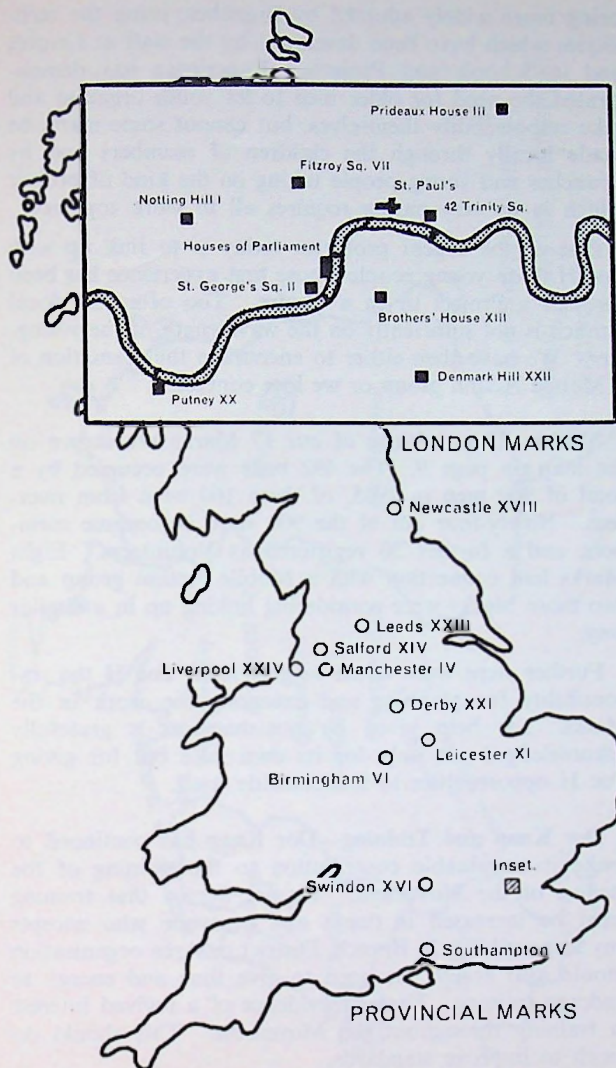 Prideaux House III
Fitzroy Sq. VII
Notting Hill I
St. Paul's
42 Trinity Sq.
Houses of Parliament
St. George's Sq. II
Brothers' House XIII
Denmark Hill XXII
Putney XX
LONDON MARKS
Newcastle XVIII
Leeds XXIII
Salford XIV
Liverpool XXIV
Manchester IV
Derby XXI
Leicester XI
Birmingham VI
Swindon XVI
Inset.
Southampton V
PROVINCIAL MARKS